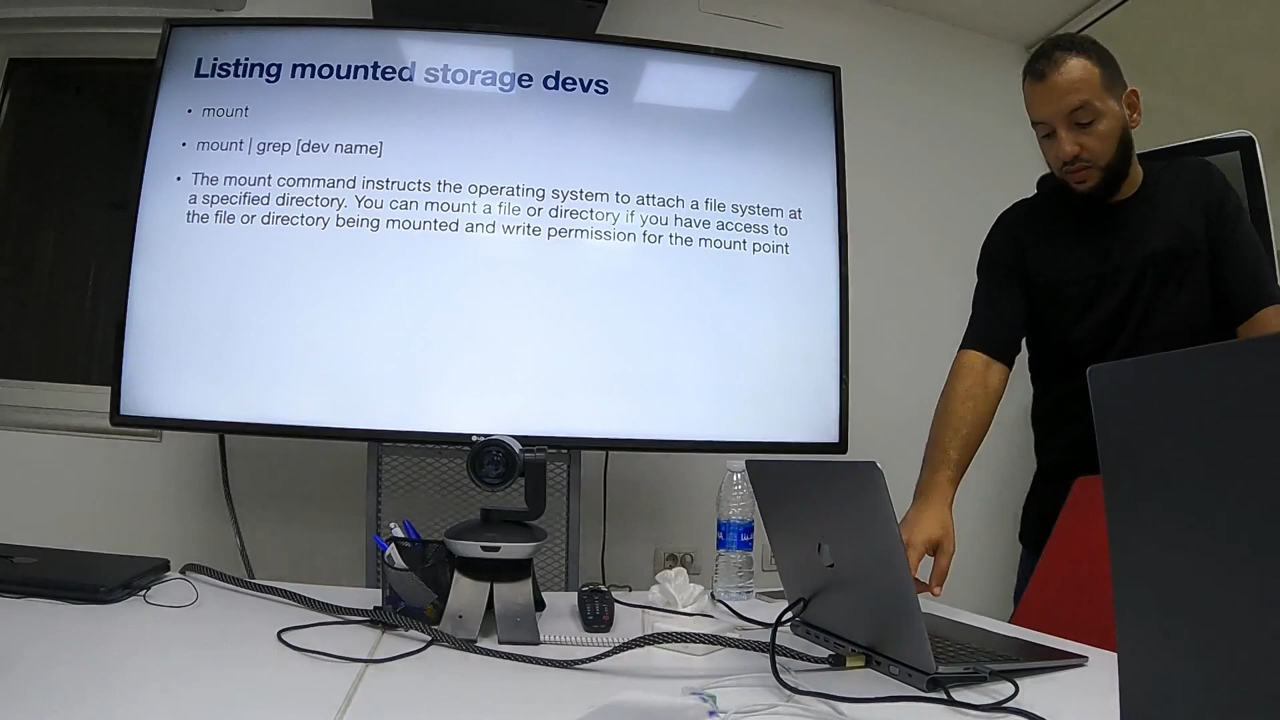 Listing mounted storage devs
• mount
• mount | grep [dev name]
• The mount command instructs the operating system to attach a file system at
a specified directory. You can mount a file or directory if you have access to
the file or directory being mounted and write permission for the mount point